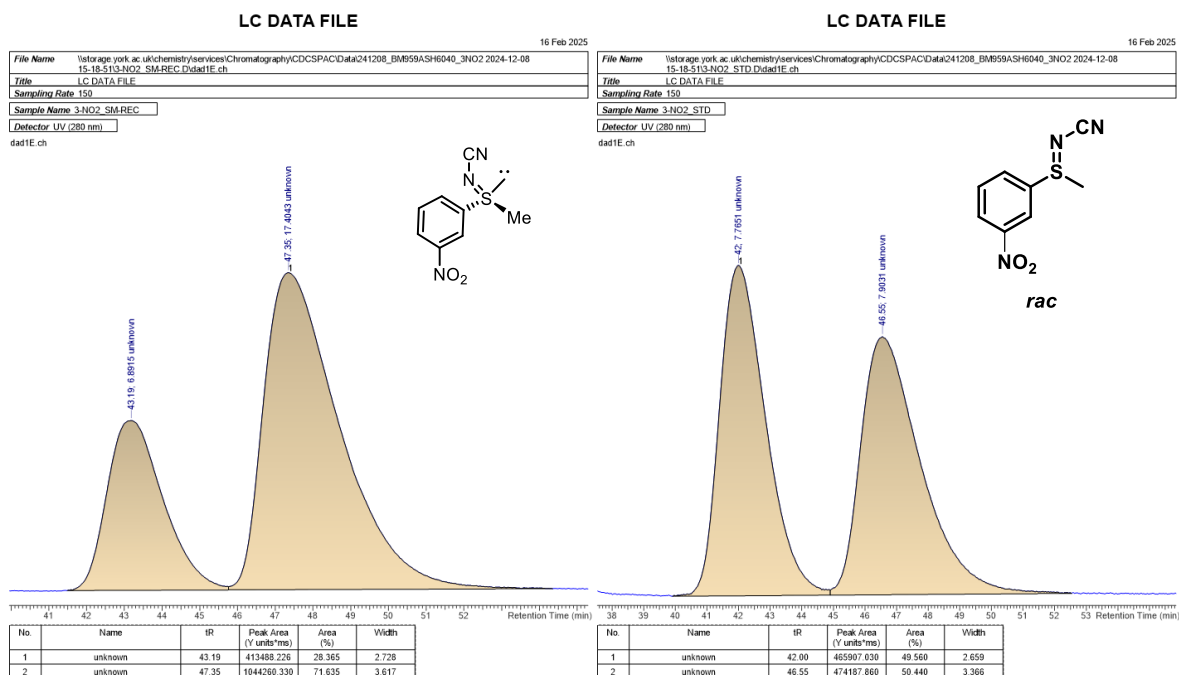 LC DATA FILE
16 Feb 2025
File Name \\storage.york.ac.uk\chemistry\services\Chromatography\CDCSPAC\Data\241208_BM959ASH6040_3NO2 2024-12-08
15-18-51\3-NO2_SM-REC.D\dad1E.ch
Title LC DATA FILE
Sampling Rate 150
Sample Name 3-NO2_SM-REC
Detector UV (280 nm)
dad1E.ch
CN
N
S
Me
NO2
43.19; 6.8915 unknown
47.35; 17.4043 unknown
41 42 43 44 45 46 47 48 49 50 51 52 Retention Time (min)
No. Name tR Peak Area (Y units*ms) Area (%) Width
1 unknown 43.19 413488.226 28.365 2.728
2 unknown 47.35 1044260.330 71.635 3.617
LC DATA FILE
16 Feb 2025
File Name \\storage.york.ac.uk\chemistry\services\Chromatography\CDCSPAC\Data\241208_BM959ASH6040_3NO2 2024-12-08
15-18-51\3-NO2_STD.D\dad1E.ch
Title LC DATA FILE
Sampling Rate 150
Sample Name 3-NO2_STD
Detector UV (280 nm)
dad1E.ch
CN
N
S
NO2
rac
42; 7.7651 unknown
46.55; 7.9031 unknown
38 39 40 41 42 43 44 45 46 47 48 49 50 51 52 53 Retention Time (min)
No. Name tR Peak Area (Y units*ms) Area (%) Width
1 unknown 42.00 465907.030 49.560 2.659
2 unknown 46.55 474187.860 50.440 3.366